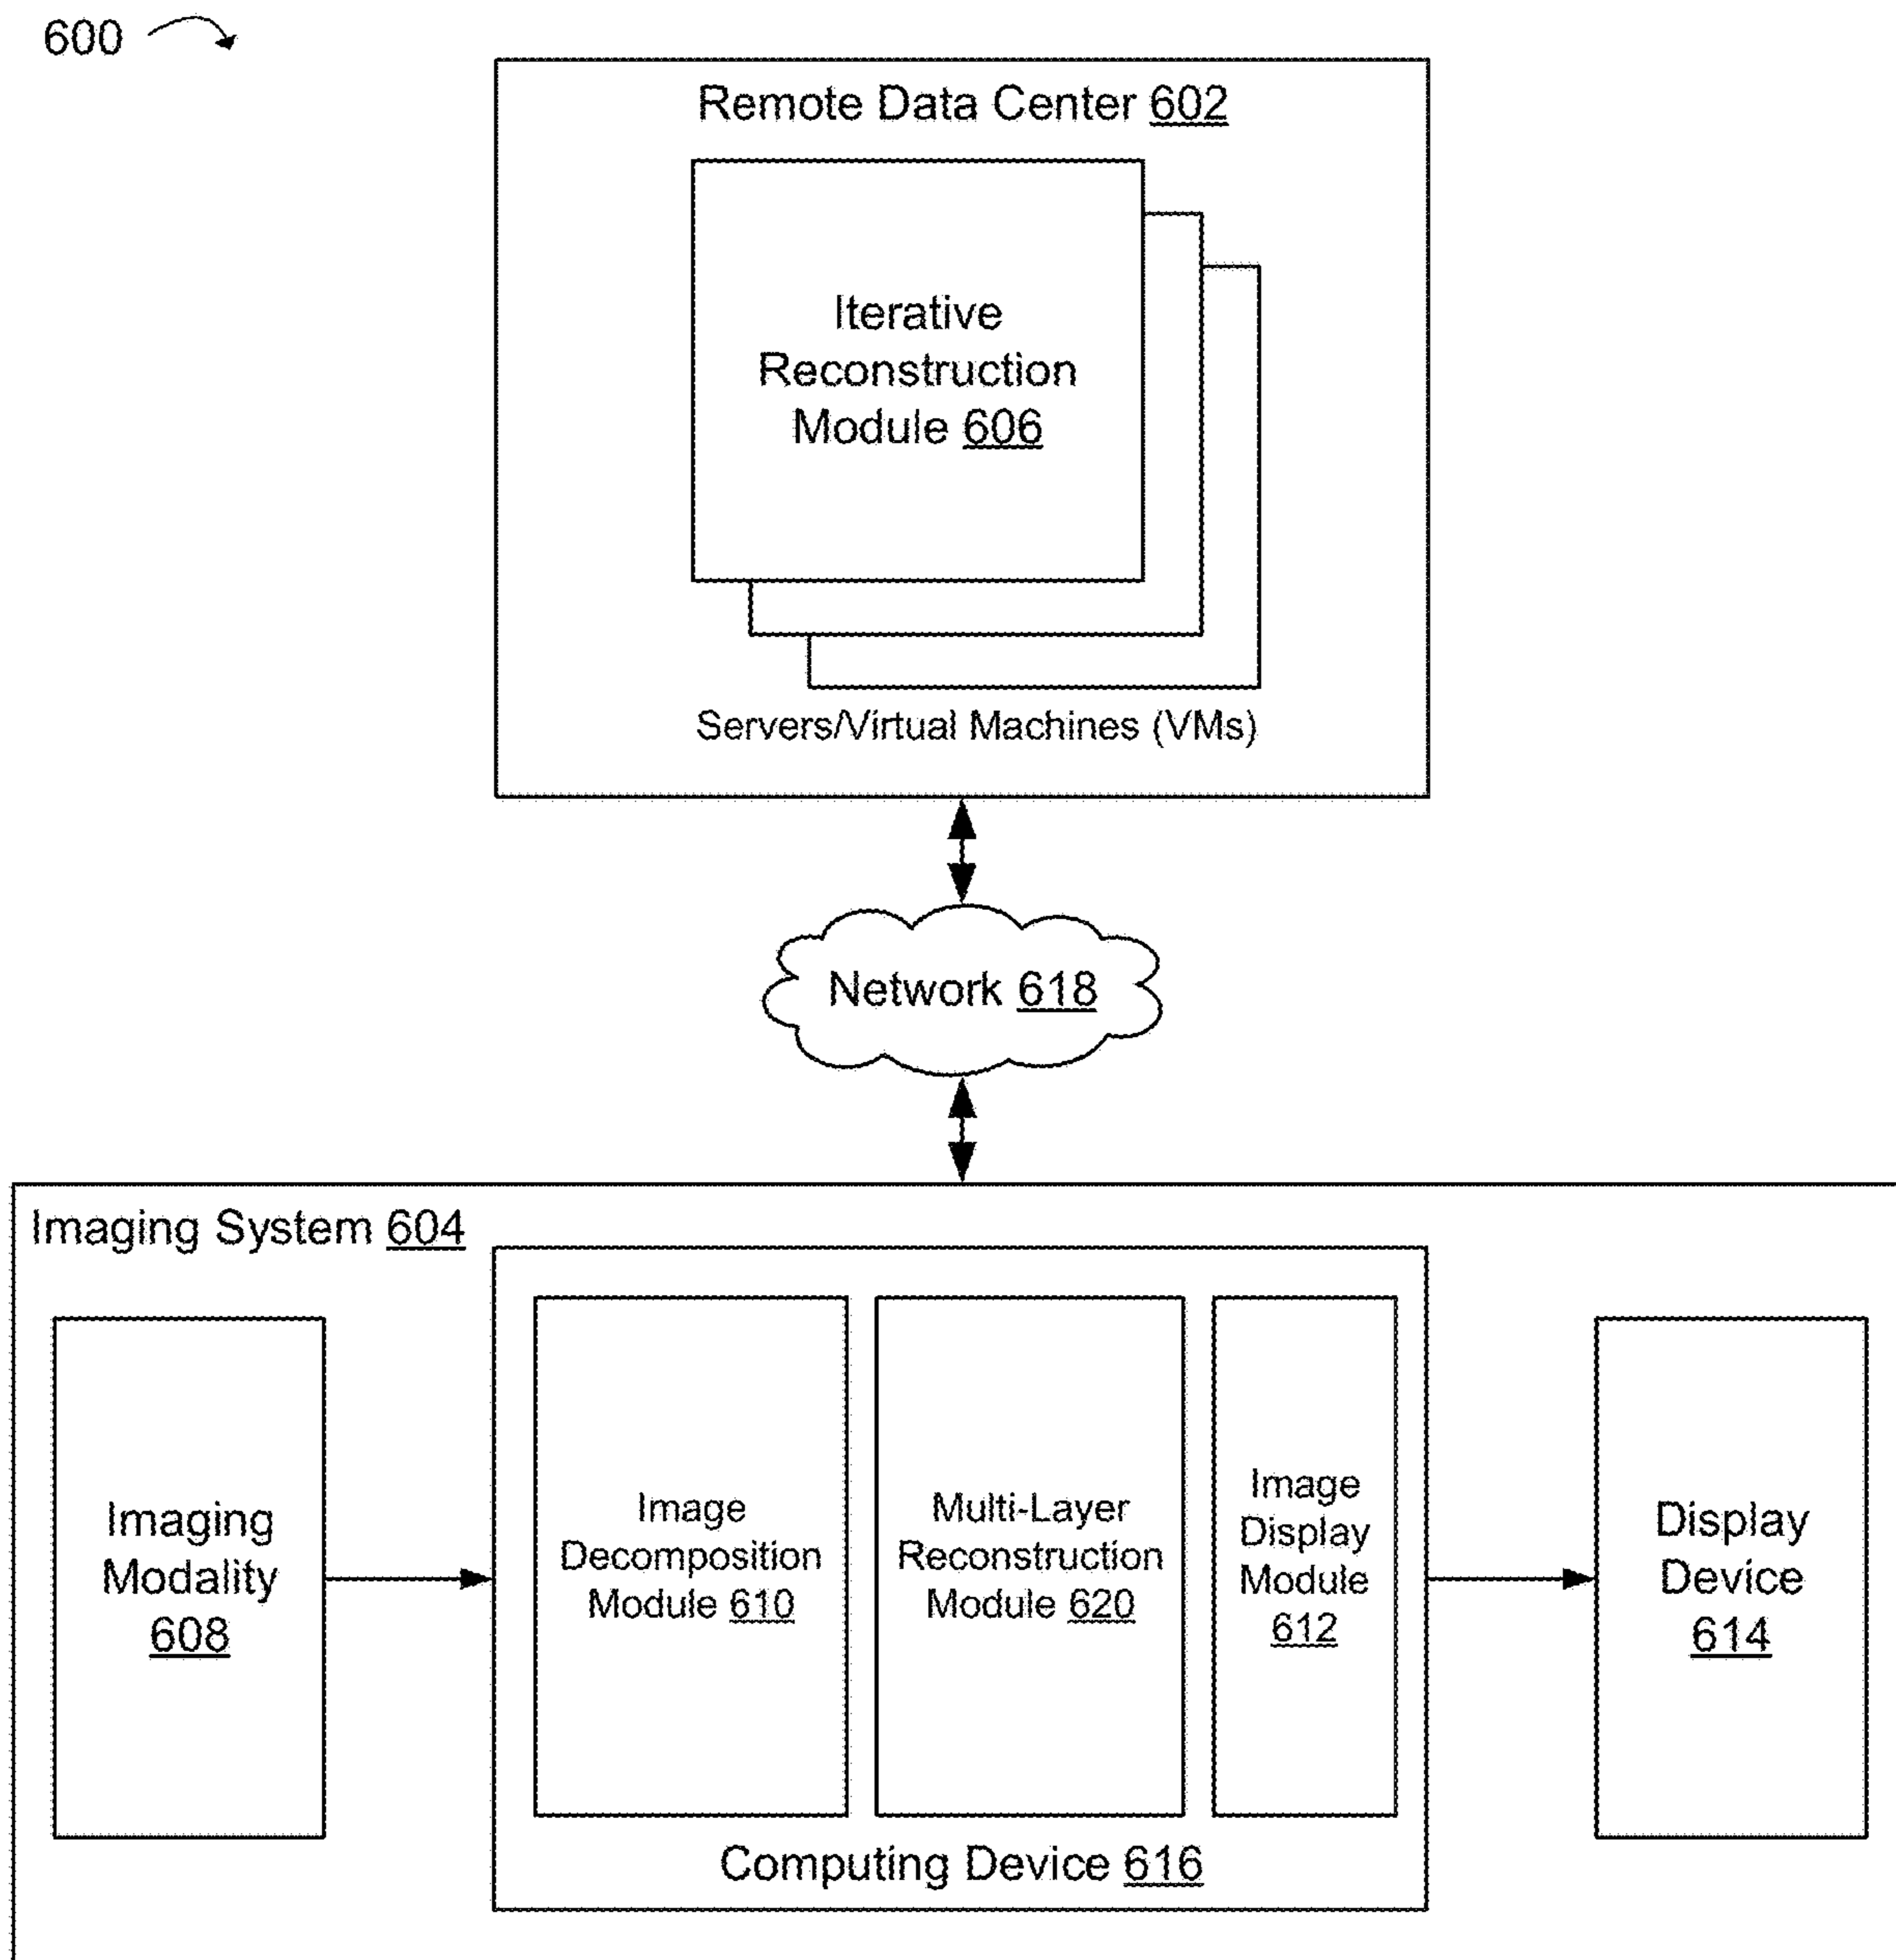 600
Remote Data Center 602
Iterative
Reconstruction
Module 606
Servers/Virtual Machines (VMs)
Network 618
Imaging System 604
Imaging
Modality
608
Image
Decomposition
Module 610
Multi-Layer
Reconstruction
Module 620
Image
Display
Module
612
Computing Device 616
Display
Device
614